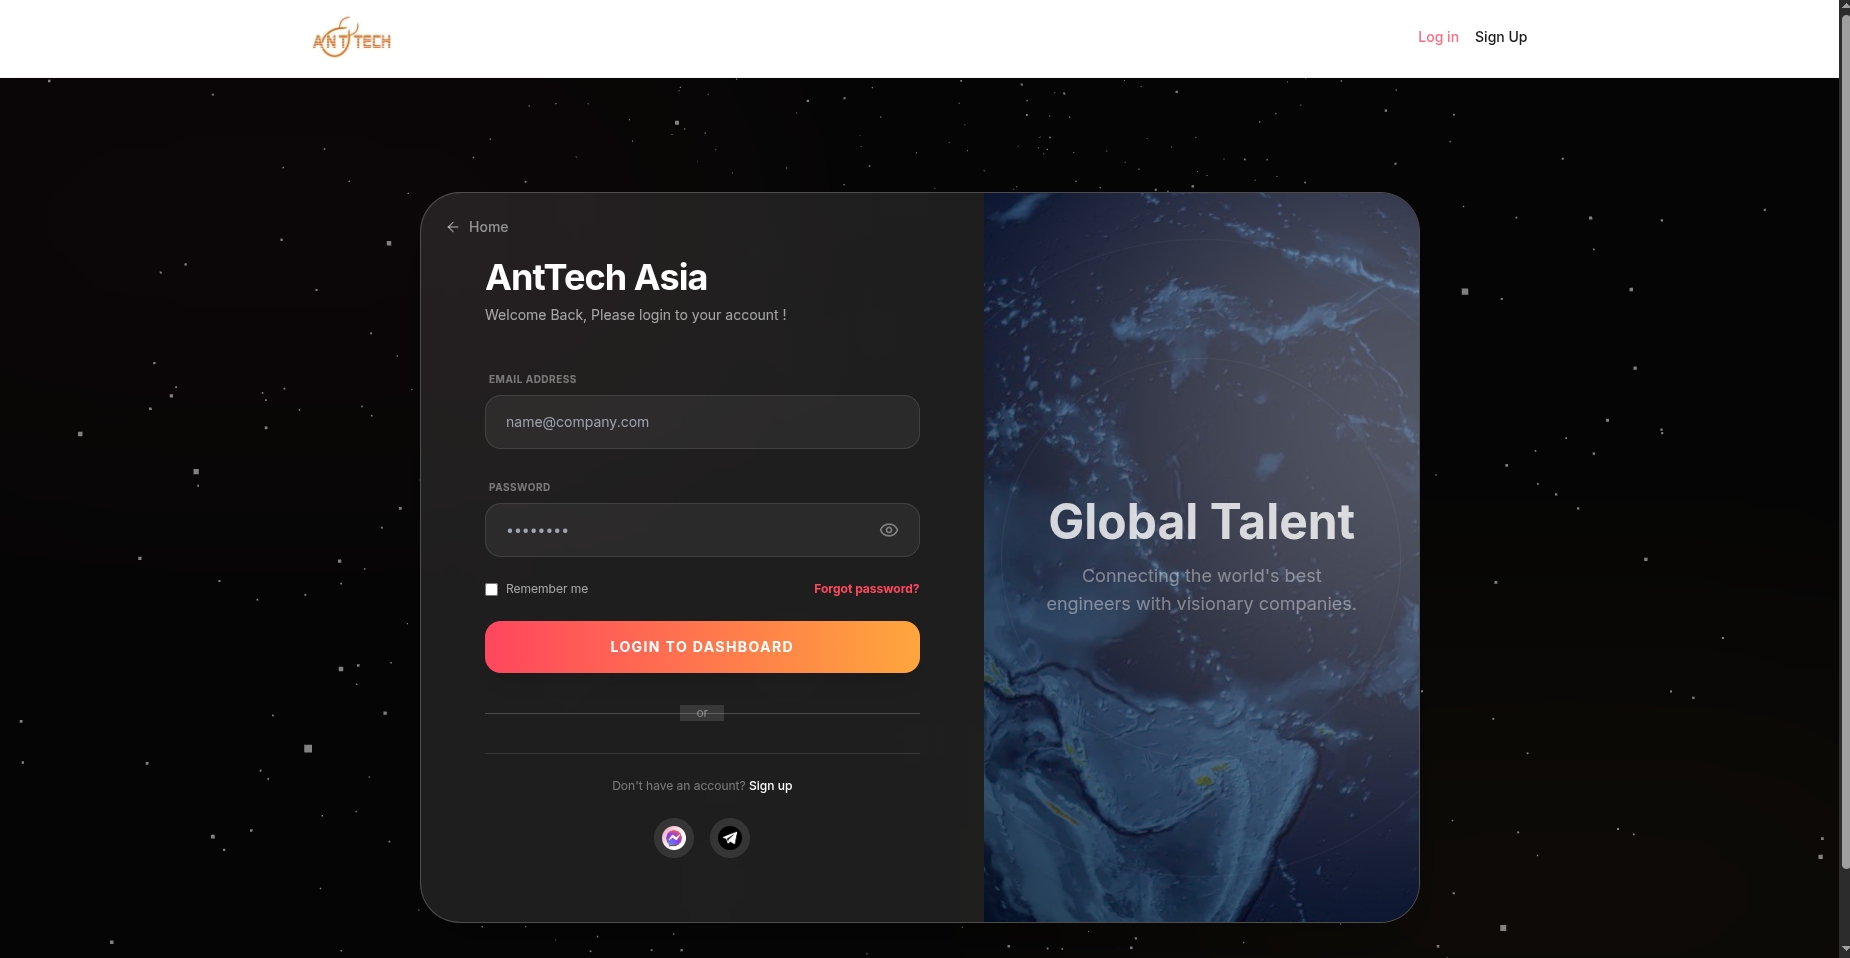 ANT TECH
Log in
Sign Up
Home
AntTech Asia
Welcome Back, Please login to your account !
EMAIL ADDRESS
name@company.com
PASSWORD
••••••••
Remember me
Forgot password?
LOGIN TO DASHBOARD
or
Don't have an account? Sign up
Global Talent
Connecting the world's best
engineers with visionary companies.